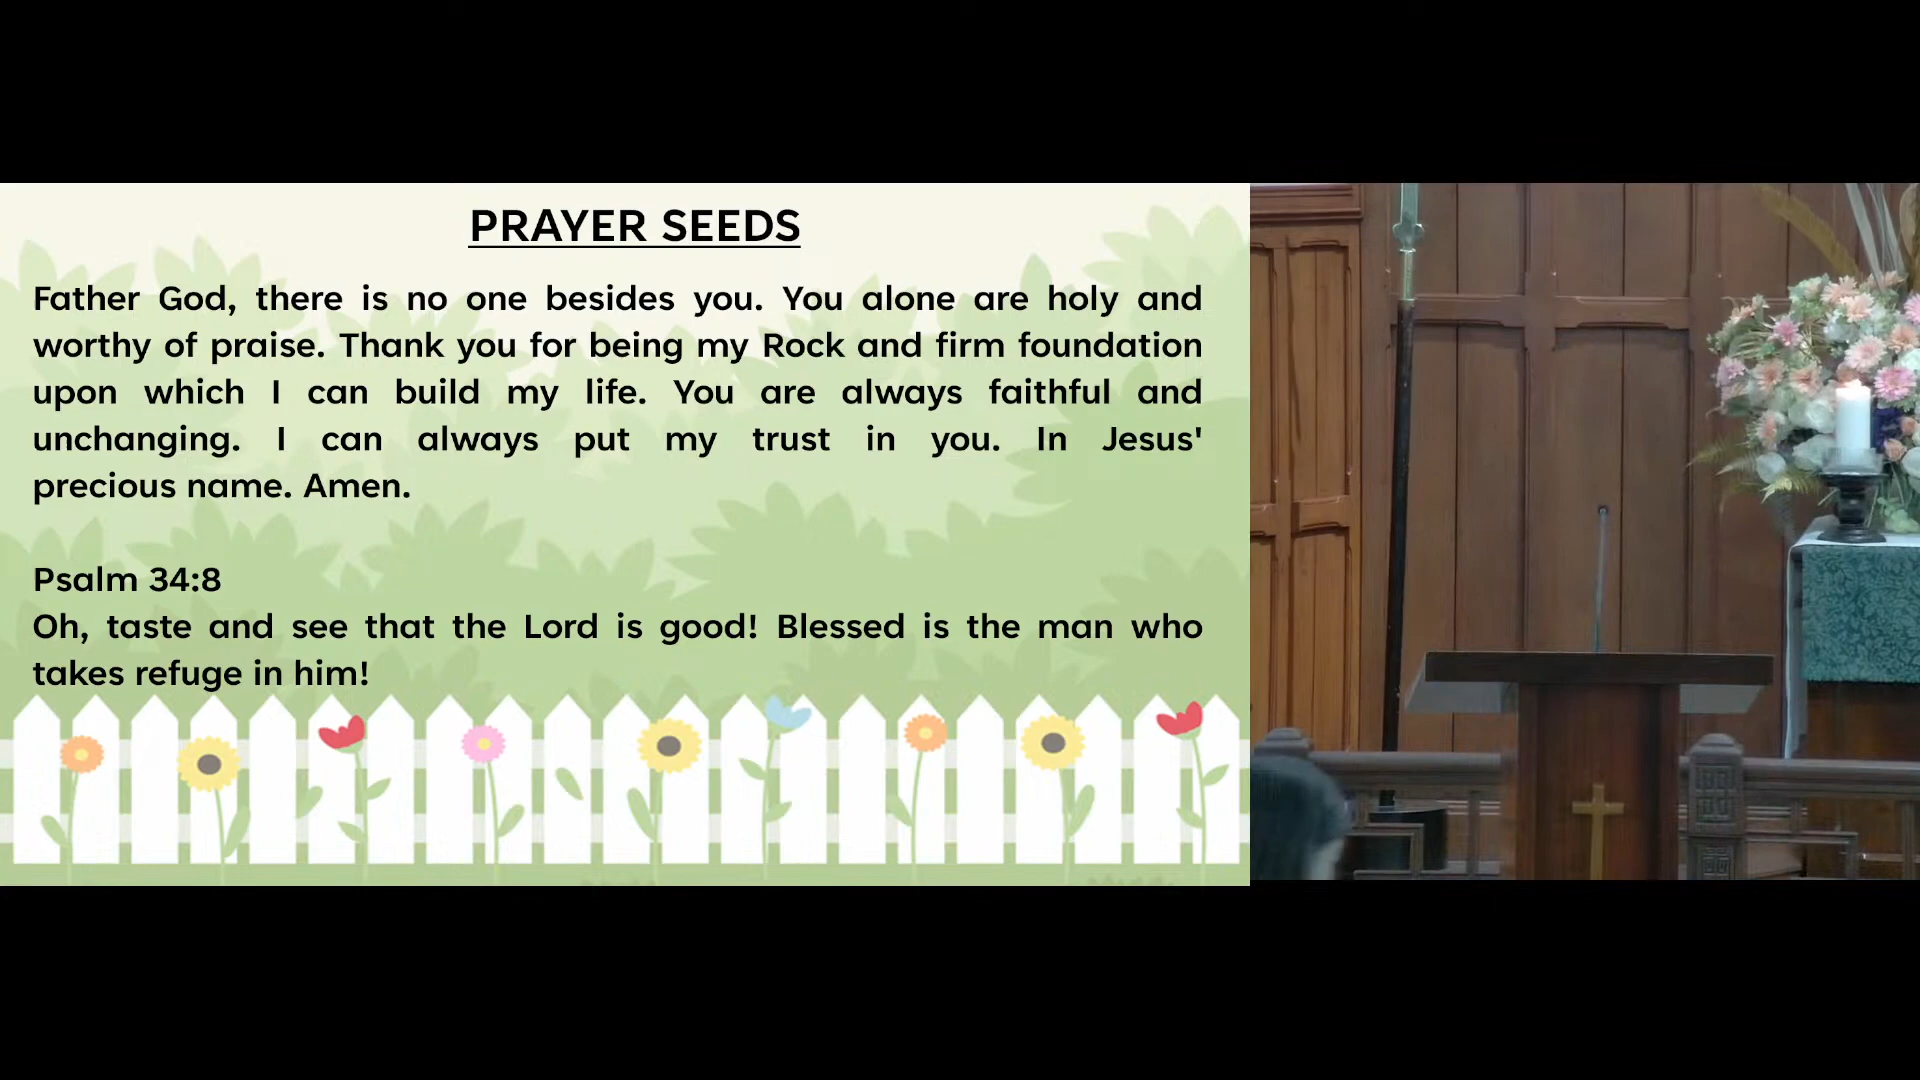 PRAYER SEEDS
Father God, there is no one besides you. You alone are holy and
worthy of praise. Thank you for being my Rock and firm foundation
upon which I can build my life. You are always faithful and
unchanging. I can always put my trust in you. In Jesus'
precious name. Amen.
Psalm 34:8
Oh, taste and see that the Lord is good! Blessed is the man who
takes refuge in him!